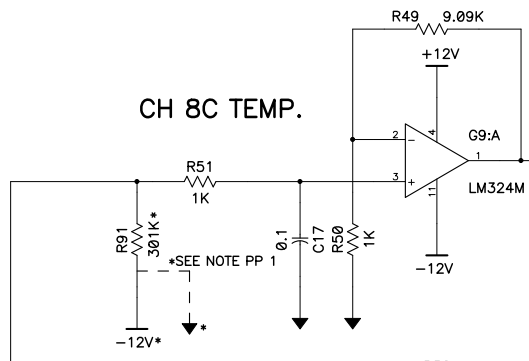 R49 9.09K
+12V
CH 8C TEMP.
G9:A
4
2
-
1
R51
3
+
LM324M
1K
11
R91
301K*
0.1
C17
R50
1K
*SEE NOTE PP 1
-12V
*
-12V*